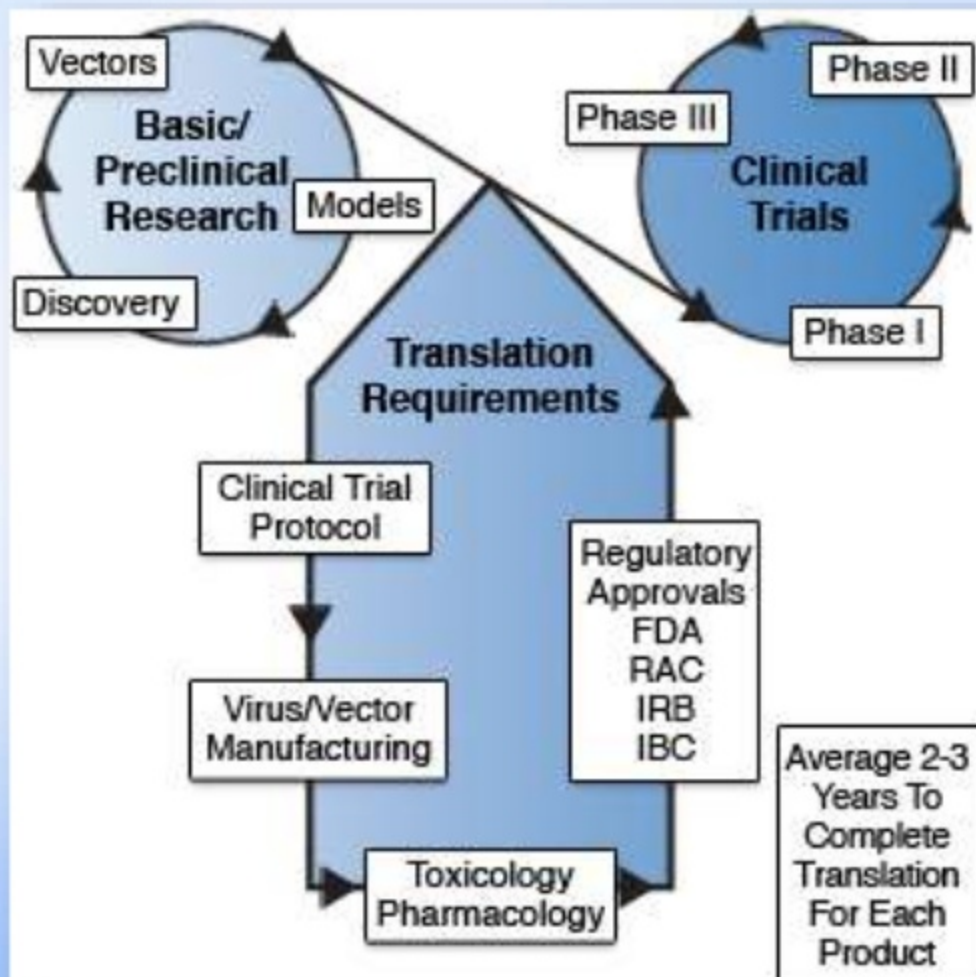 Vectors
Basic/
Preclinical
Research
Models
Discovery
Phase II
Phase III
Clinical
Trials
Phase I
Translation
Requirements
Clinical Trial
Protocol
Virus/Vector
Manufacturing
Toxicology
Pharmacology
Regulatory
Approvals
FDA
RAC
IRB
IBC
Average 2-3
Years To
Complete
Translation
For Each
Product